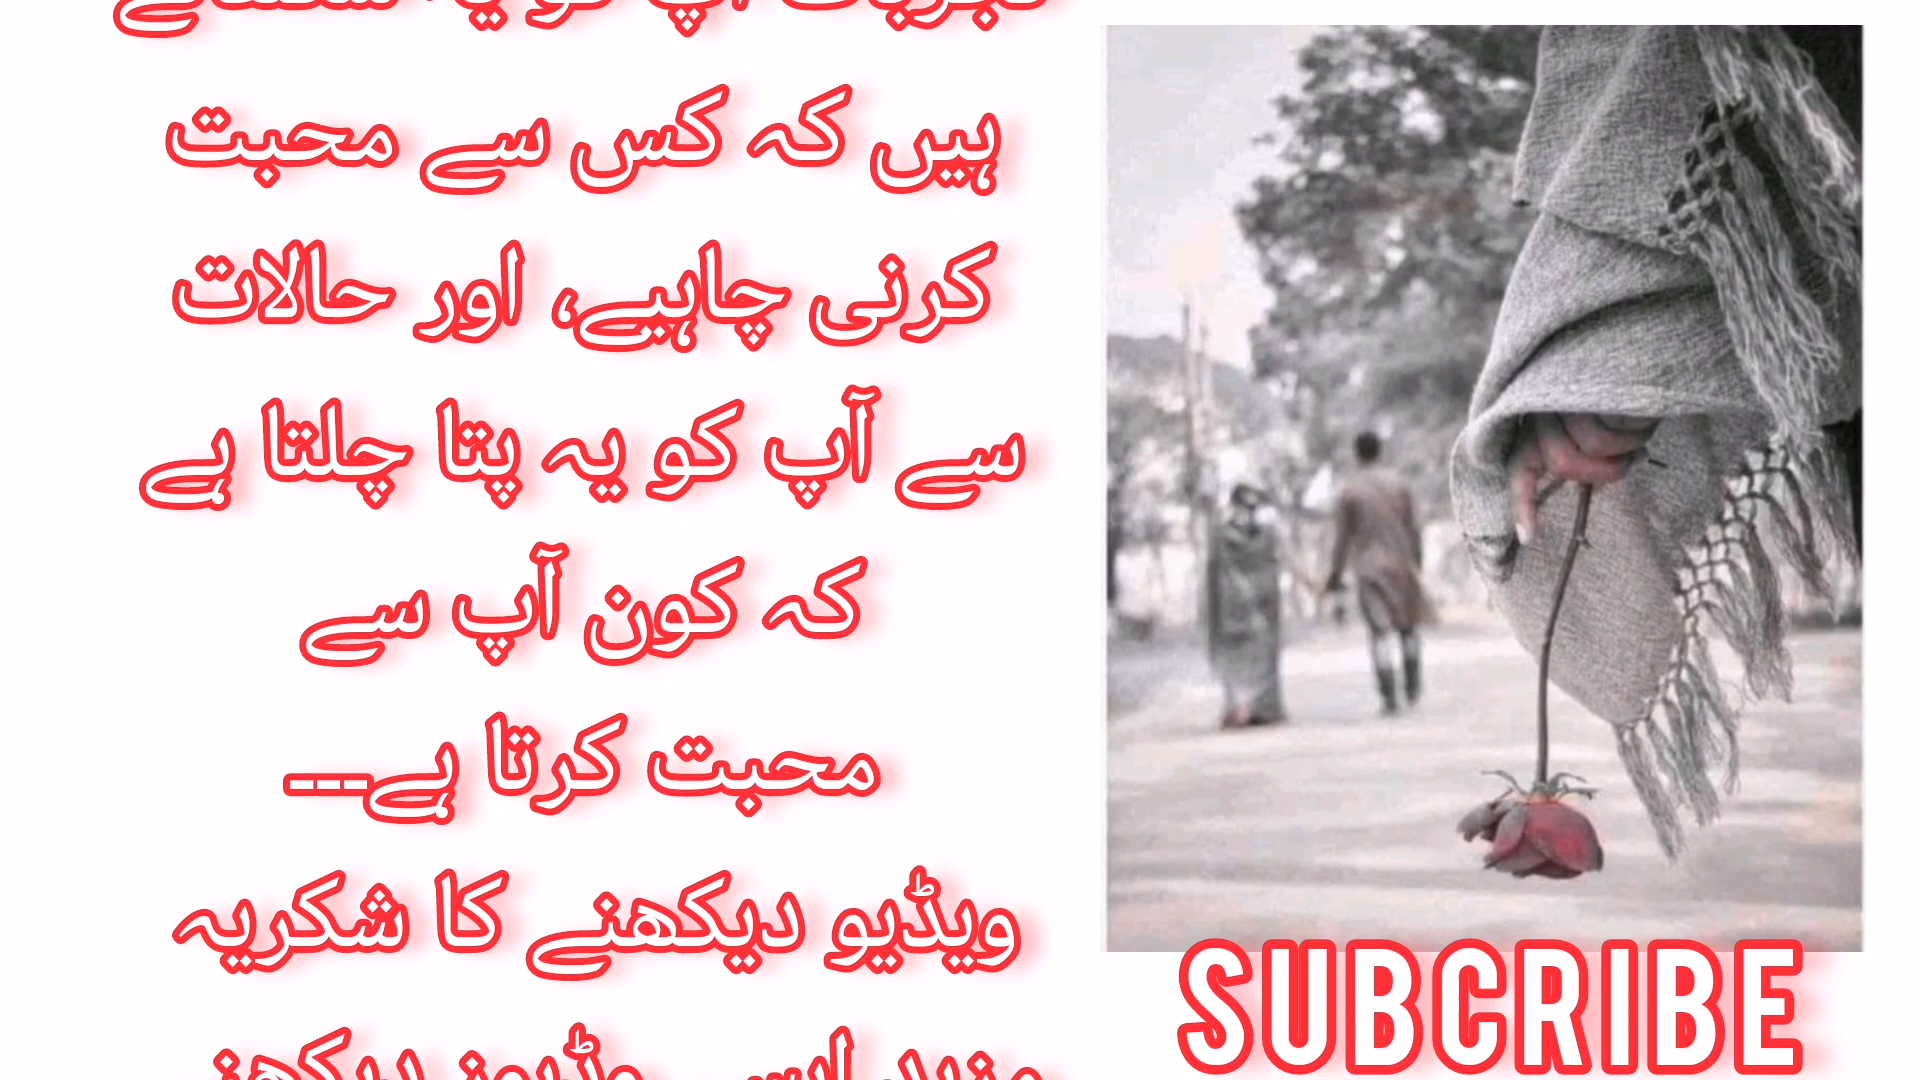 ہیں کہ کس سے محبت
کرنی چاہیے، اور حالات
سے آپ کو یہ پتا چلتا ہے
کہ کون آپ سے
محبت کرتا ہے---
ویڈیو دیکھنے کا شکریہ
SUBCRIBE